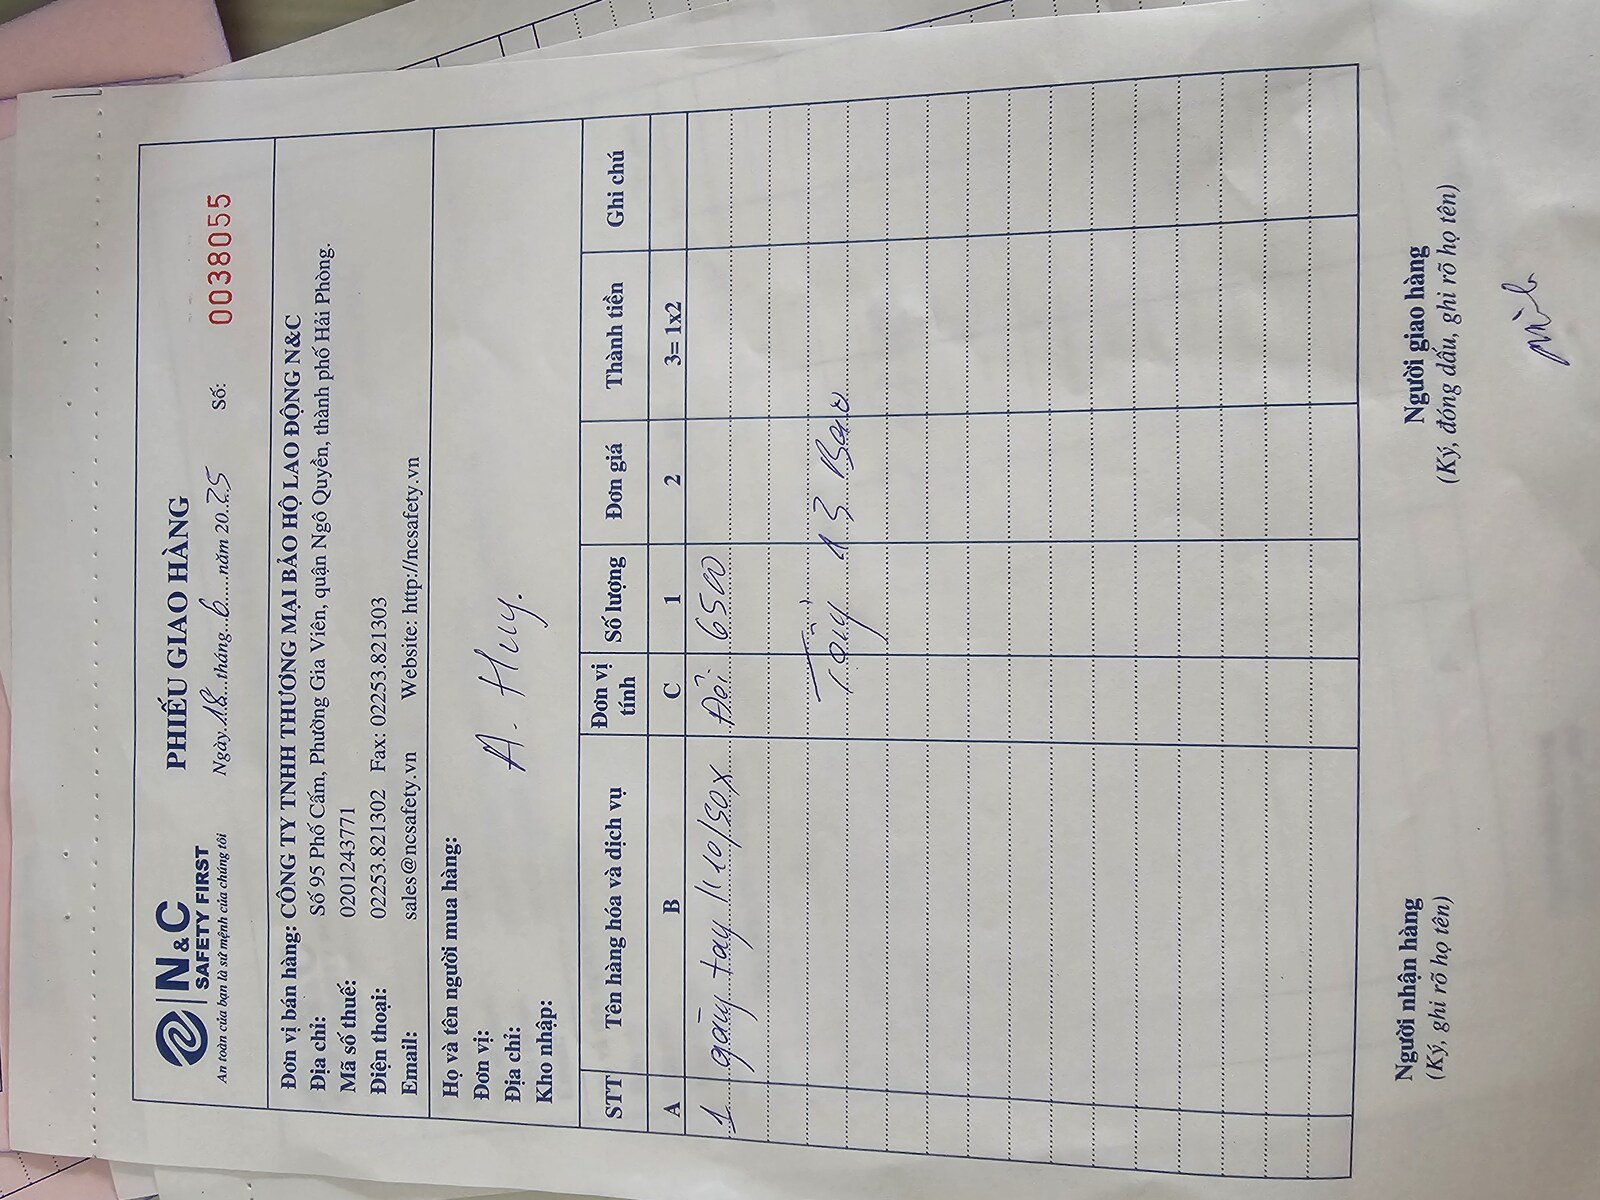 N&C
SAFETY FIRST
An toàn của bạn là sứ mệnh của chúng tôi
PHIẾU GIAO HÀNG
Ngày 18 tháng 6 năm 2025
Số: 0038055
Đơn vị bán hàng: CÔNG TY TNHH THƯƠNG MẠI BẢO HỘ LAO ĐỘNG N&C
Địa chỉ: Số 95 Phố Cấm, Phường Gia Viên, quận Ngô Quyền, thành phố Hải Phòng.
Mã số thuế: 0201243771
Điện thoại: 02253.821302 Fax: 02253.821303
Email: sales@ncsafety.vn Website: http://ncsafety.vn
Họ và tên người mua hàng:
Đơn vị: A. Huy.
Địa chỉ:
Kho nhập:
STT Tên hàng hóa và dịch vụ Đơn vị tính Số lượng Đơn giá Thành tiền Ghi chú
A B C 1 2 3= 1x2
1 găng tay 10/50 Đôi 6500
13 Bao
Người nhận hàng Người giao hàng
(Ký, ghi rõ họ tên) (Ký, đóng dấu, ghi rõ họ tên)